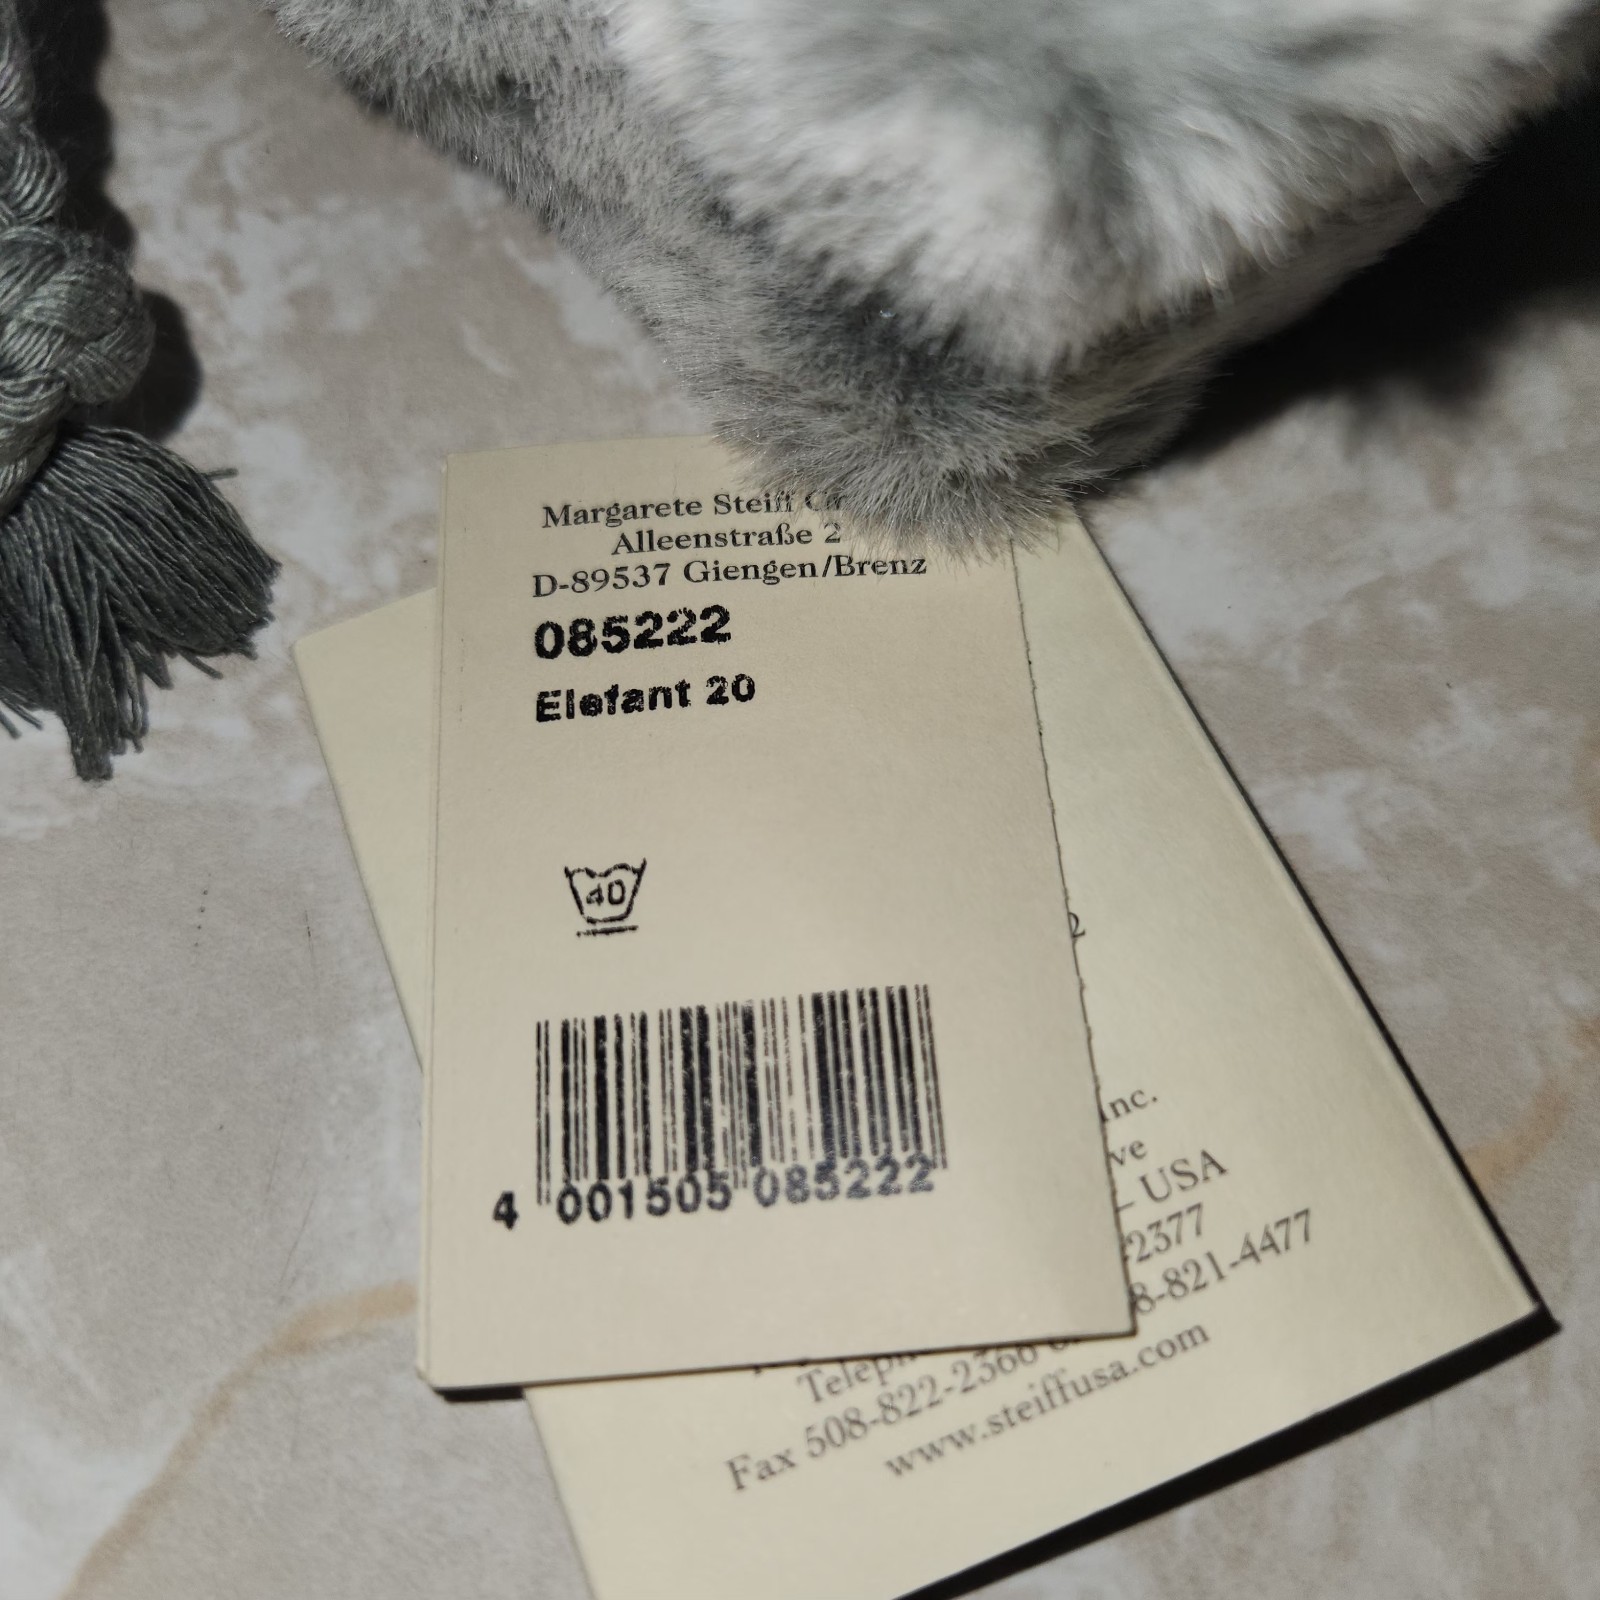 Margarete Steiff
Alleenstraße 2
D-89537 Giengen/Brenz
085222
Elefant 20
40
4 001505 085222
Inc.
ve
– USA
-2377
8-821-4477
Fax 508-822-2366
www.steiffusa.com